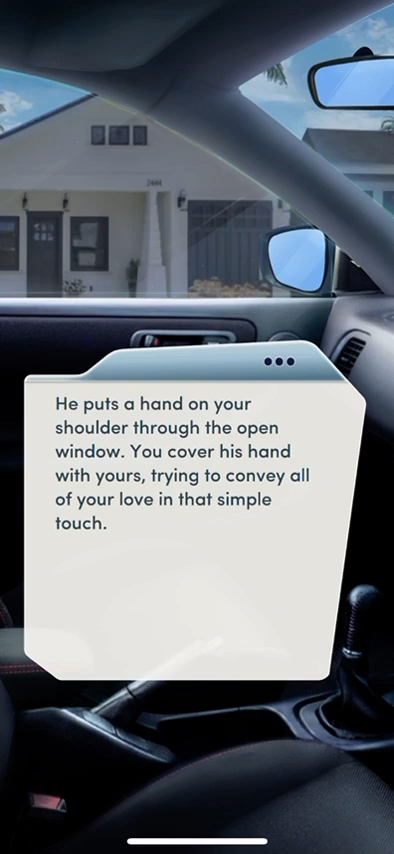 2444
He puts a hand on your
shoulder through the open
window. You cover his hand
with yours, trying to convey all
of your love in that simple
touch.